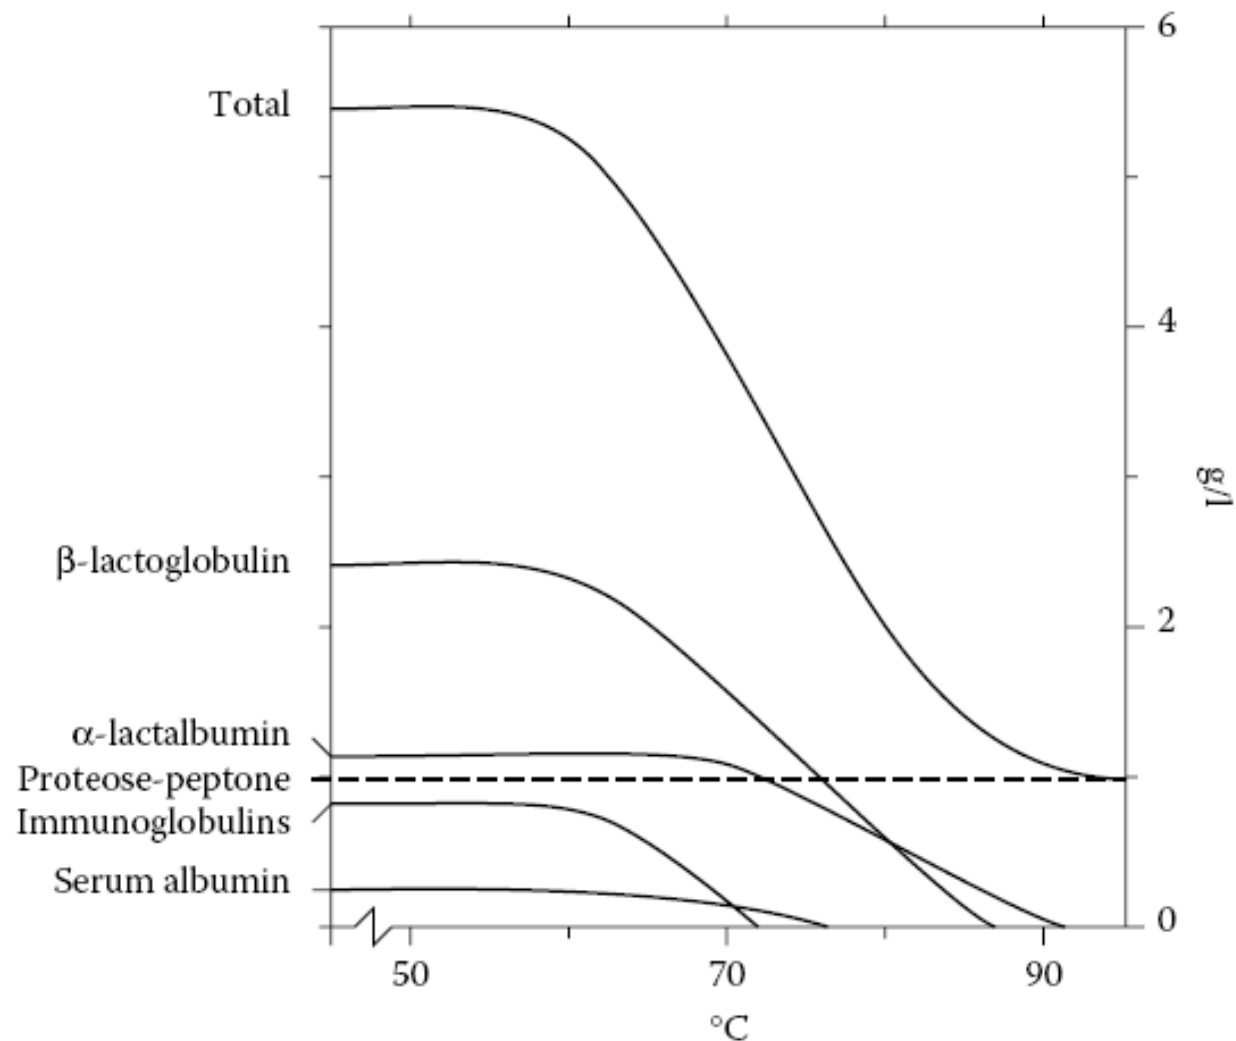 6
Total
4
g/l
β-lactoglobulin
2
α-lactalbumin
Proteose-peptone
Immunoglobulins
Serum albumin
0
50 70 90
°C